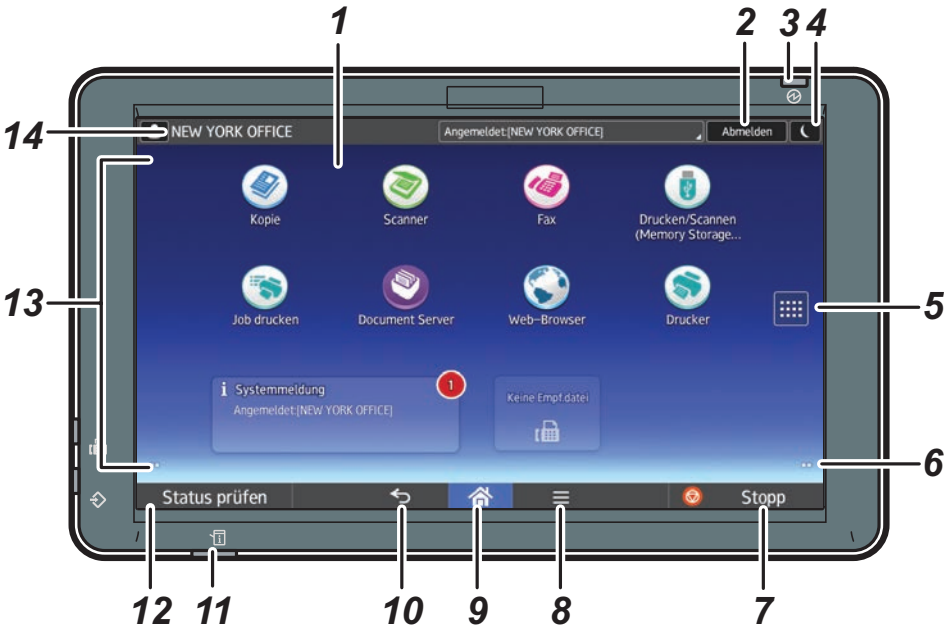 1
2
3
4
14
NEW YORK OFFICE
Angemeldet:[NEW YORK OFFICE]
Abmelden
Kopie
Scanner
Fax
Drucken/Scannen
(Memory Storage...
13
Job drucken
Document Server
Web-Browser
Drucker
5
i Systemmeldung
1
Angemeldet:[NEW YORK OFFICE]
Keine Empf.datei
6
Status prüfen
Stopp
12
11
10
9
8
7